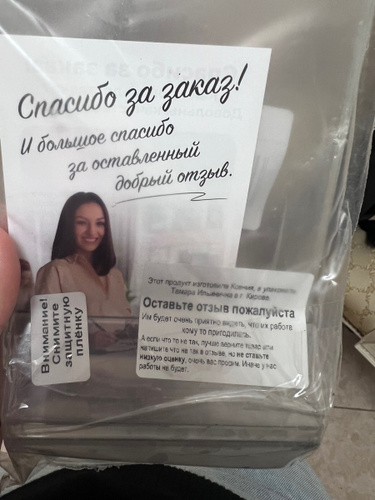 Спасибо за заказ!
И большое спасибо
за оставленный
добрый отзыв.
Этот продукт изготовила Ксения, а упаковала
Тамара Ильинична в г. Кирове.
Оставьте отзыв пожалуйста
Им будет очень приятно видеть, что их работа
кому то пригодилась.
А если что то не так, лучше верните товар или
напишите что не так в отзыве, но не ставьте
низкую оценку, очень вас просим. Иначе у нас
работы не будет.
Внимание!
Снимите
защитную
плёнку